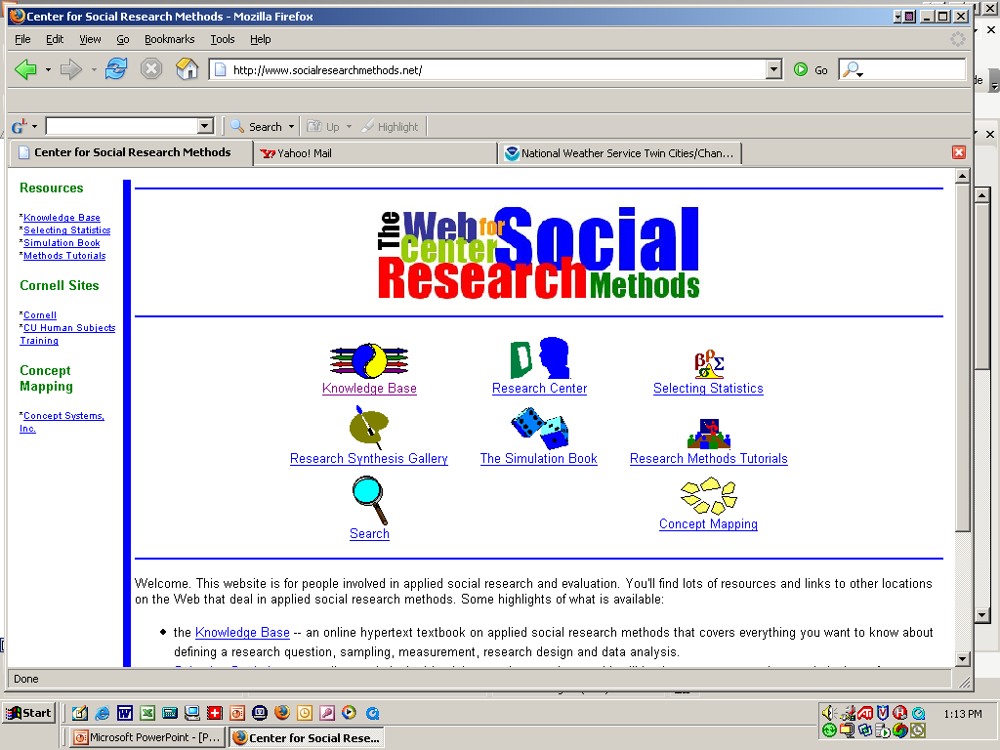 Center for Social Research Methods - Mozilla Firefox
File Edit View Go Bookmarks Tools Help
http://www.socialresearchmethods.net/
Go
de
G
Search
Up
Highlight
Center for Social Research Methods
Yahoo! Mail
National Weather Service Twin Cities/Chan...
Resources
*Knowledge Base
*Selecting Statistics
*Simulation Book
*Methods Tutorials
Cornell Sites
*Cornell
*CU Human Subjects
Training
Concept
Mapping
*Concept Systems,
Inc.
The Web for Social
Center
Research Methods
βρΣ
σ
Knowledge Base
Research Center
Selecting Statistics
Research Synthesis Gallery
The Simulation Book
Research Methods Tutorials
Search
Concept Mapping
Welcome. This website is for people involved in applied social research and evaluation. You'll find lots of resources and links to other locations
on the Web that deal in applied social research methods. Some highlights of what is available:
• the Knowledge Base -- an online hypertext textbook on applied social research methods that covers everything you want to know about
defining a research question, sampling, measurement, research design and data analysis.
Done
Start
Microsoft PowerPoint - [P...
Center for Social Rese...
1:13 PM